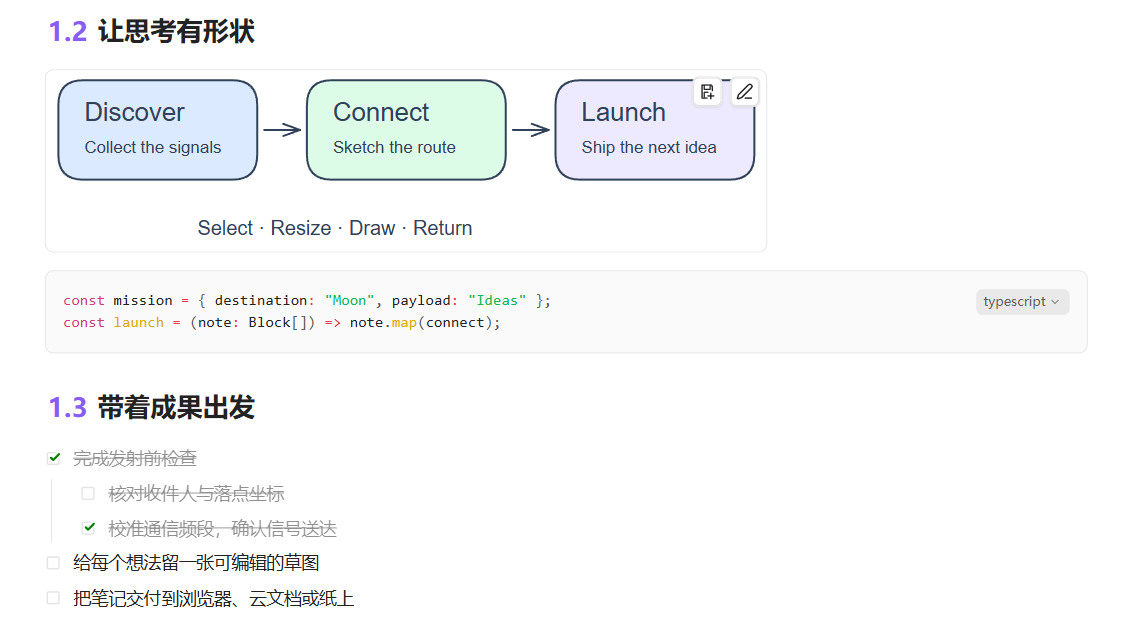 1.2 让思考有形状
Discover
Collect the signals
Connect
Sketch the route
Launch
Ship the next idea
Select · Resize · Draw · Return
const mission = { destination: "Moon", payload: "Ideas" };
const launch = (note: Block[]) => note.map(connect);
typescript
1.3 带着成果出发
完成发射前检查
核对收件人与落点坐标
校准通信频段，确认信号送达
给每个想法留一张可编辑的草图
把笔记交付到浏览器、云文档或纸上